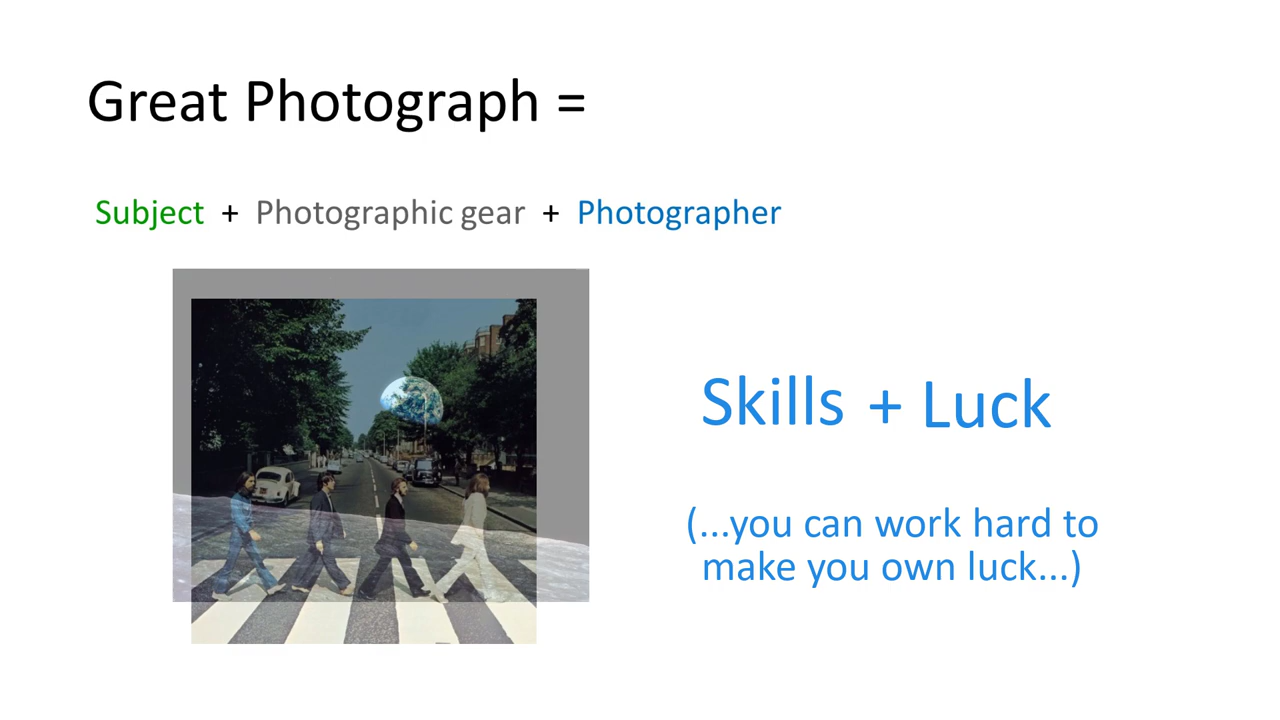 Great Photograph =
Subject + Photographic gear + Photographer
Skills + Luck
(...you can work hard to
make you own luck...)